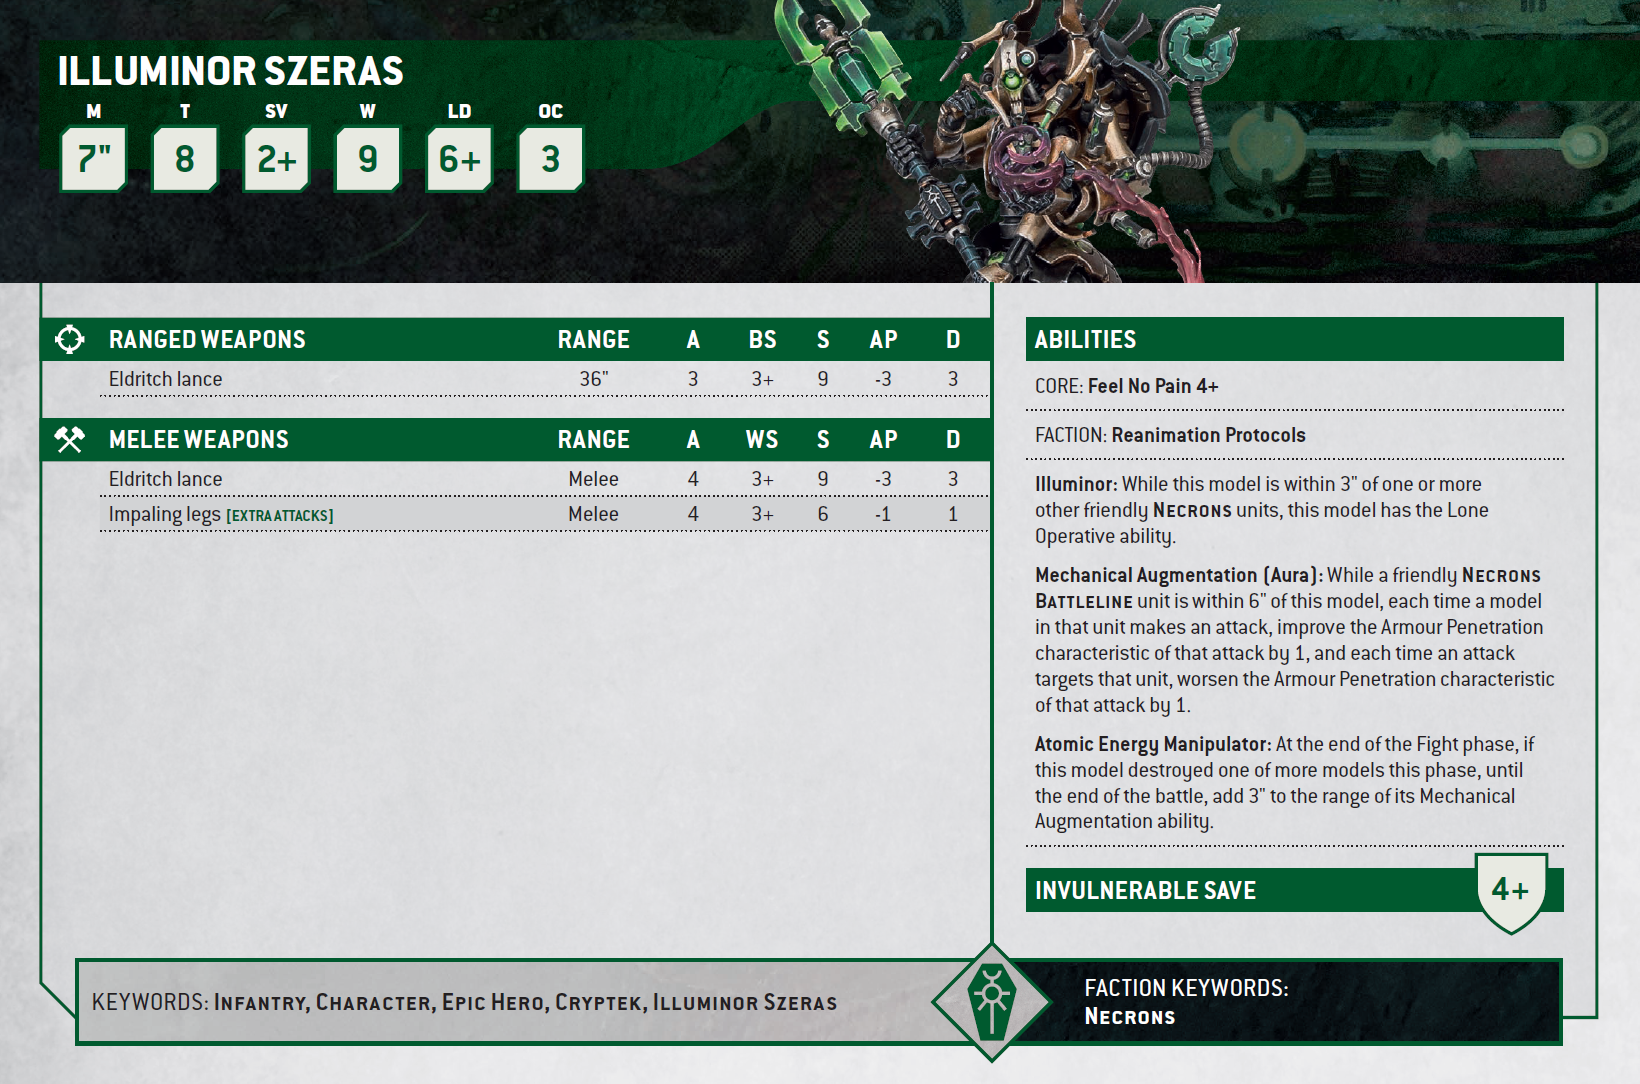 ILLUMINOR SZERAS
M T SV W LD OC
7" 8 2+ 9 6+ 3
RANGED WEAPONS RANGE A BS S AP D
Eldritch lance 36" 3 3+ 9 -3 3
MELEE WEAPONS RANGE A WS S AP D
Eldritch lance Melee 4 3+ 9 -3 3
Impaling legs [EXTRA ATTACKS] Melee 4 3+ 6 -1 1
ABILITIES
CORE: Feel No Pain 4+
FACTION: Reanimation Protocols
Illuminor: While this model is within 3" of one or more
other friendly NECRONS units, this model has the Lone
Operative ability.
Mechanical Augmentation (Aura): While a friendly NECRONS
BATTLELINE unit is within 6" of this model, each time a model
in that unit makes an attack, improve the Armour Penetration
characteristic of that attack by 1, and each time an attack
targets that unit, worsen the Armour Penetration characteristic
of that attack by 1.
Atomic Energy Manipulator: At the end of the Fight phase, if
this model destroyed one of more models this phase, until
the end of the battle, add 3" to the range of its Mechanical
Augmentation ability.
INVULNERABLE SAVE 4+
KEYWORDS: INFANTRY, CHARACTER, EPIC HERO, CRYPTEK, ILLUMINOR SZERAS
FACTION KEYWORDS:
NECRONS